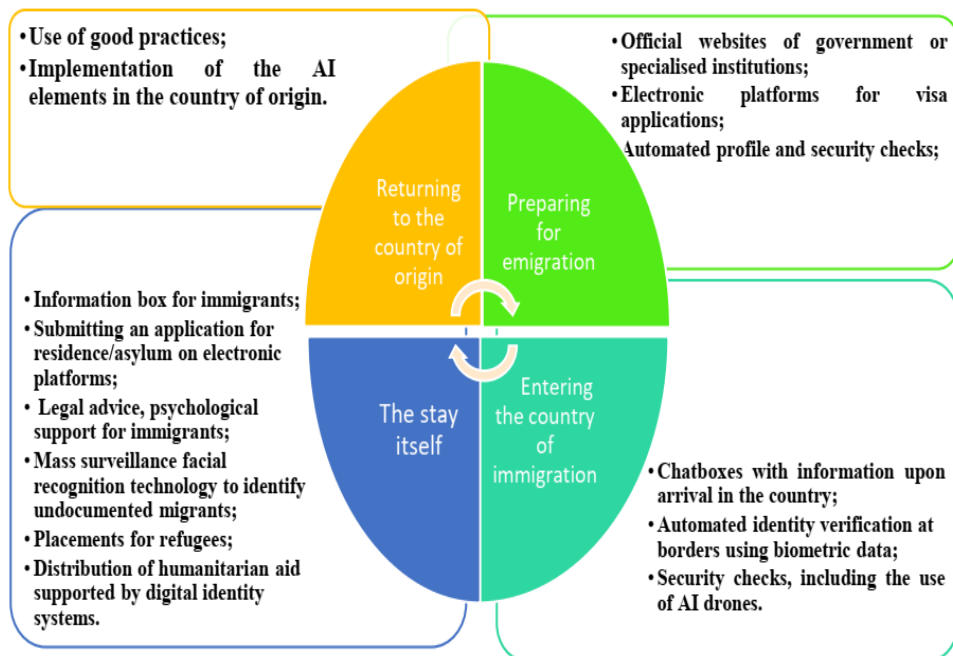 • Use of good practices;
• Implementation of the AI
elements in the country of origin.
• Official websites of government or
specialised institutions;
• Electronic platforms for visa
applications;
• Automated profile and security checks;
Returning
to the
country of
origin
Preparing
for
emigration
• Information box for immigrants;
• Submitting an application for
residence/asylum on electronic
platforms;
• Legal advice, psychological
support for immigrants;
• Mass surveillance facial
recognition technology to identify
undocumented migrants;
• Placements for refugees;
• Distribution of humanitarian aid
supported by digital identity
systems.
The stay
itself
Entering
the country
of
immigration
• Chatboxes with information upon
arrival in the country;
• Automated identity verification at
borders using biometric data;
• Security checks, including the use
of AI drones.